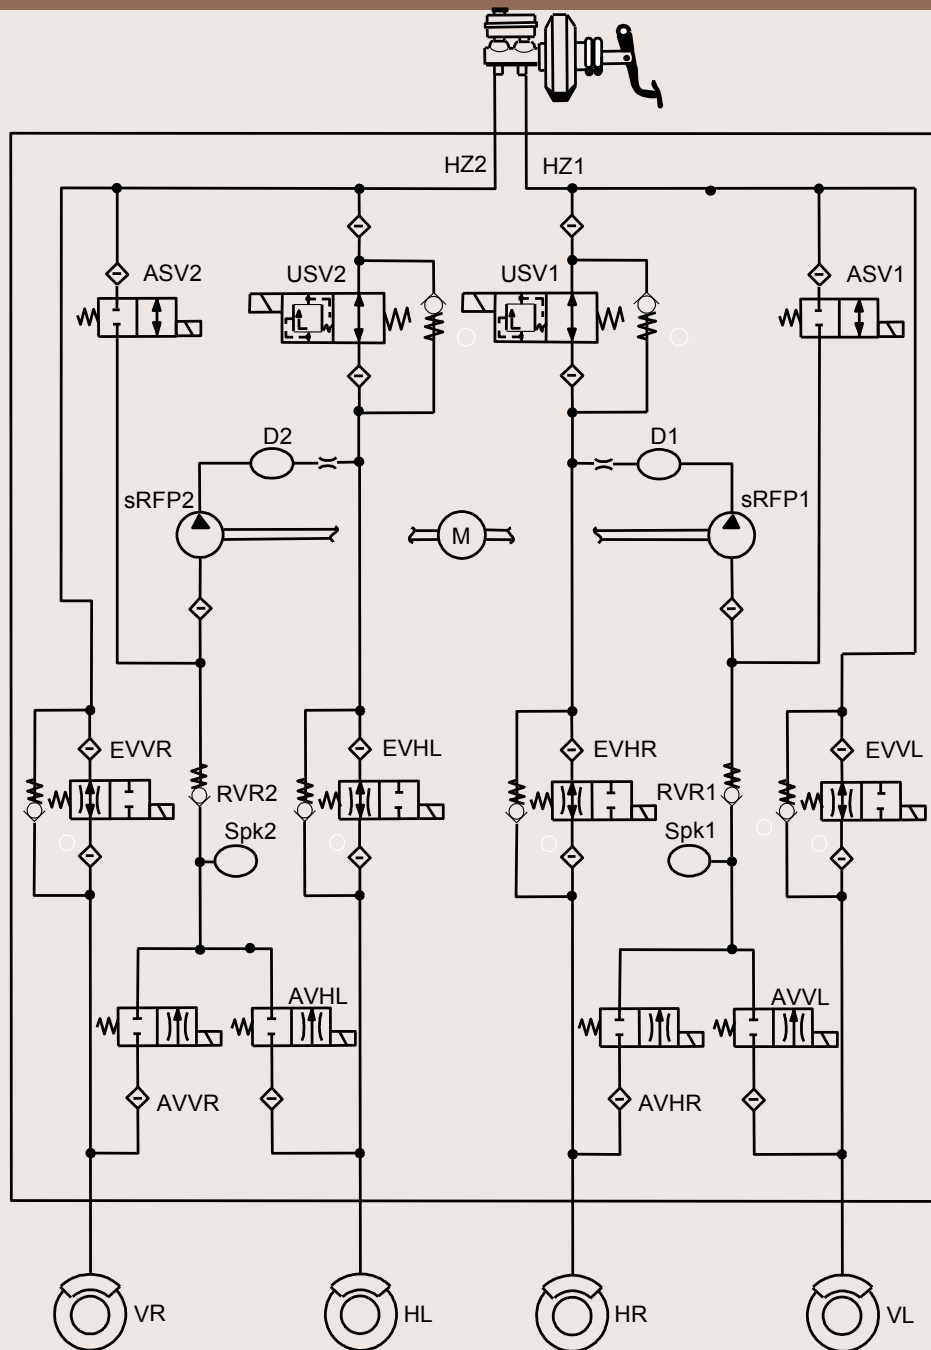 HZ2 HZ1
ASV2 USV2 USV1 ASV1
D2 D1
sRFP2 sRFP1
M
EVVR EVHL EVHR EVVL
RVR2 RVR1
Spk2 Spk1
AVHL AVVL
AVVR AVHR
VR HL HR VL